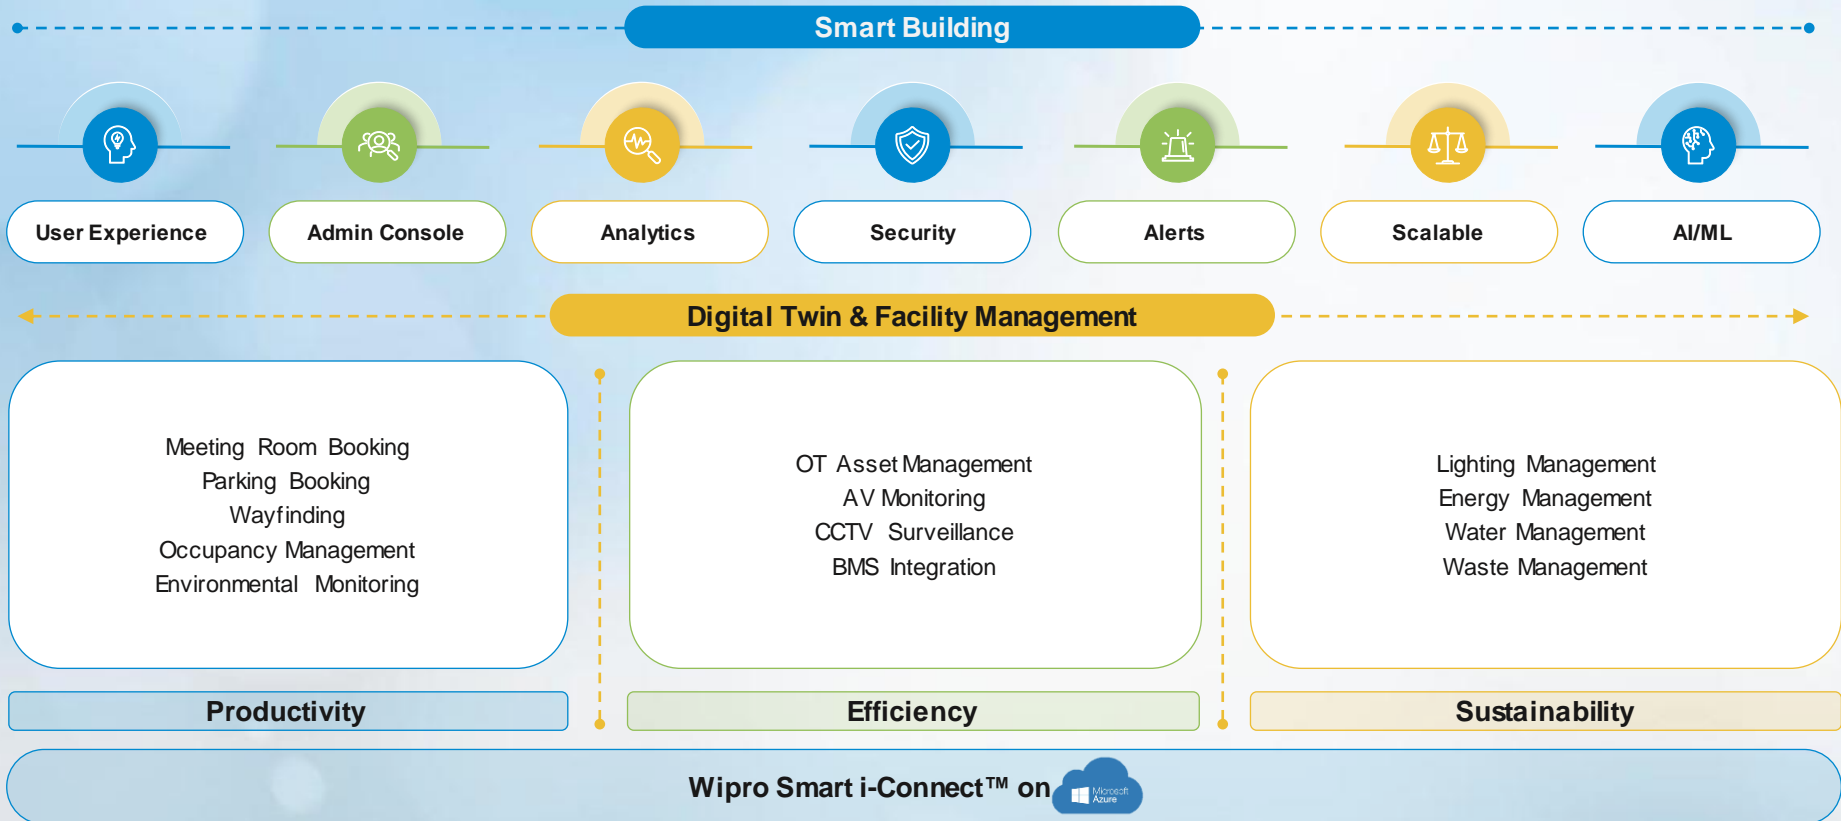 Smart Building
User Experience
Admin Console
Analytics
Security
Alerts
Scalable
AI/ML
Digital Twin & Facility Management
Meeting Room Booking
Parking Booking
Wayfinding
Occupancy Management
Environmental Monitoring
OT Asset Management
AV Monitoring
CCTV Surveillance
BMS Integration
Lighting Management
Energy Management
Water Management
Waste Management
Productivity
Efficiency
Sustainability
Wipro Smart i-Connect™ on
Microsoft
Azure